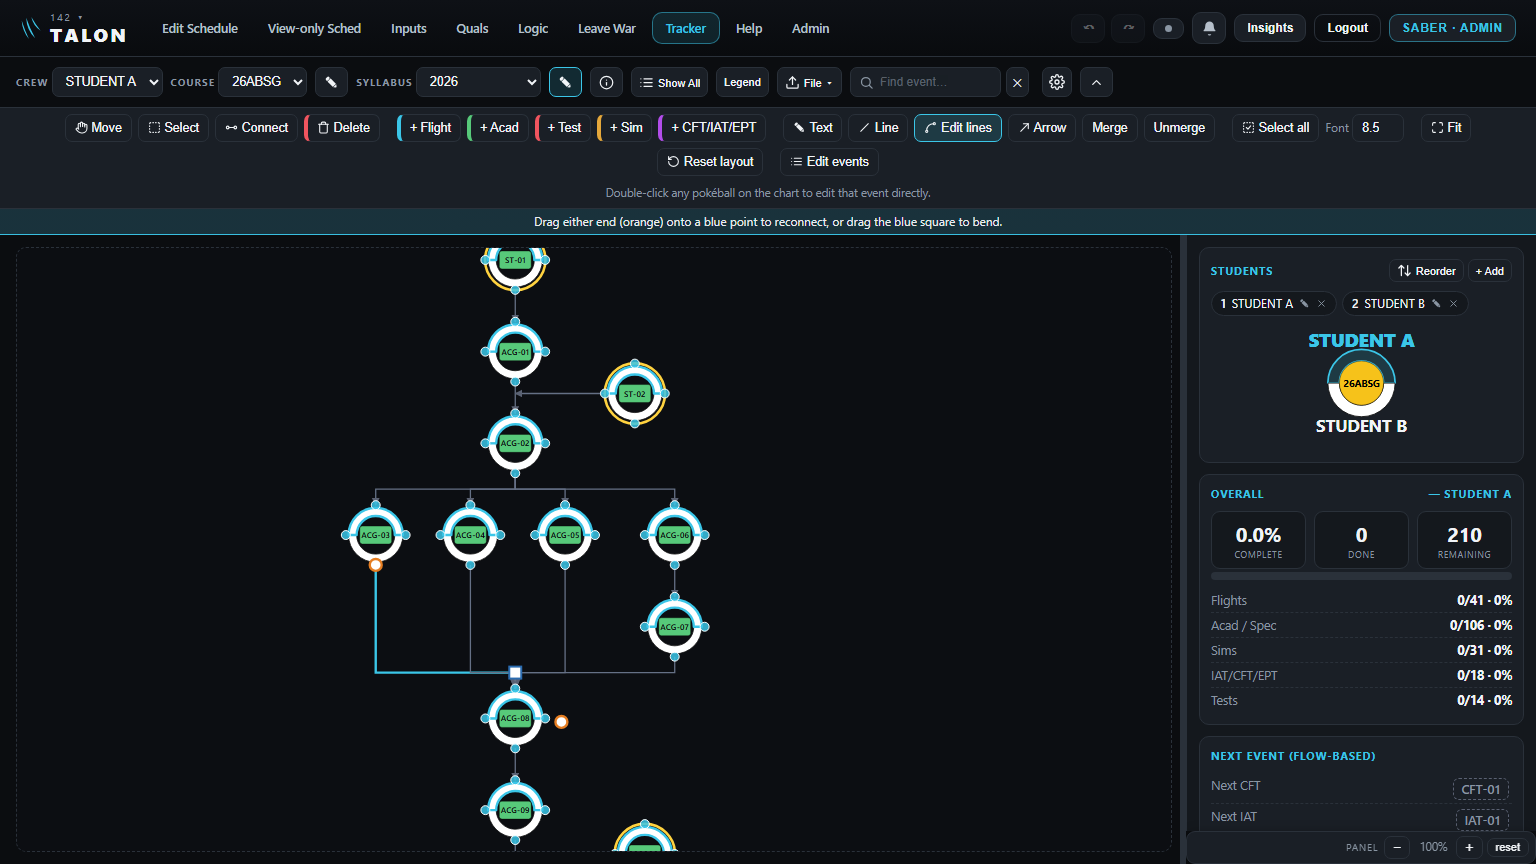 142
TALON
Edit Schedule View-only Sched Inputs Quals Logic Leave War Tracker Help Admin
Insights Logout SABER · ADMIN
CREW STUDENT A COURSE 26ABSG SYLLABUS 2026 Show All Legend File Find event...
Move Select Connect Delete + Flight + Acad + Test + Sim + CFT/IAT/EPT Text Line Edit lines Arrow Merge Unmerge Select all Font 8.5 Fit
Reset layout Edit events
Double-click any pokéball on the chart to edit that event directly.
Drag either end (orange) onto a blue point to reconnect, or drag the blue square to bend.
ST-01
ACG-01
ST-02
ACG-02
ACG-03 ACG-04 ACG-05 ACG-06
ACG-07
ACG-08
ACG-09
STUDENTS Reorder + Add
1 STUDENT A 2 STUDENT B
STUDENT A
26ABSG
STUDENT B
OVERALL — STUDENT A
0.0% 0 210
COMPLETE DONE REMAINING
Flights 0/41 · 0%
Acad / Spec 0/106 · 0%
Sims 0/31 · 0%
IAT/CFT/EPT 0/18 · 0%
Tests 0/14 · 0%
NEXT EVENT (FLOW-BASED)
Next CFT CFT-01
Next IAT IAT-01
PANEL − 100% + reset